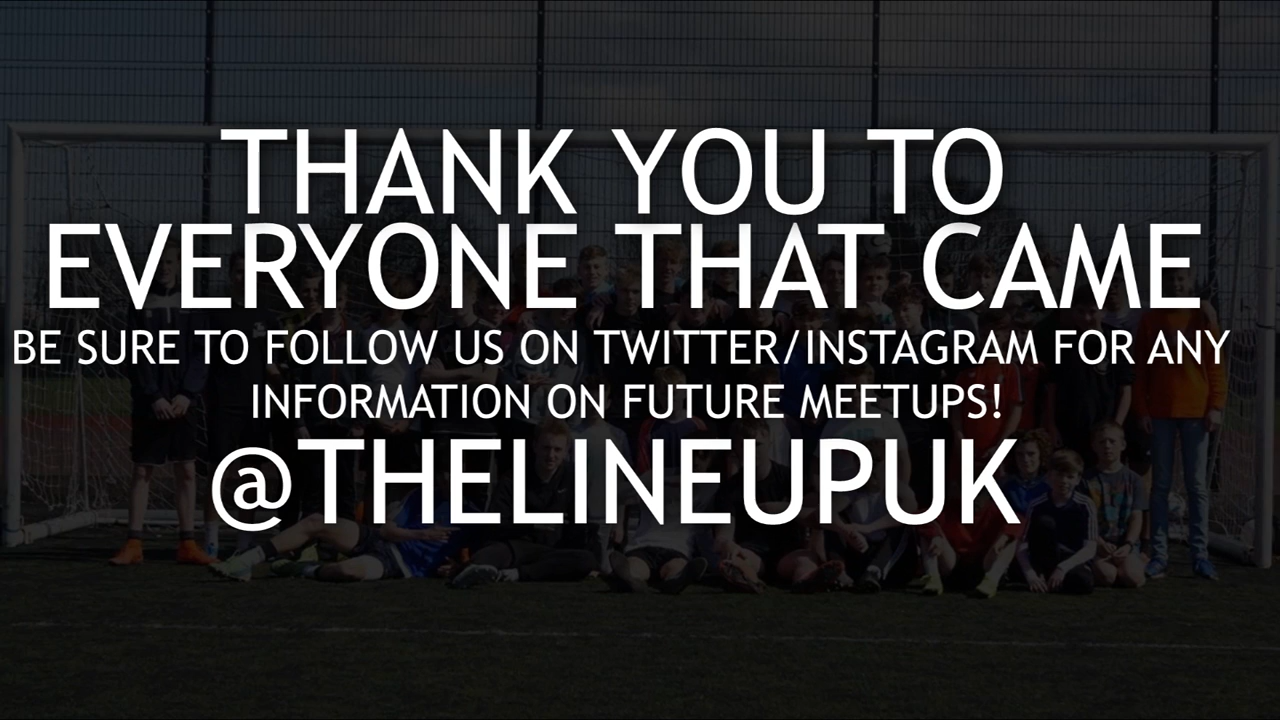 THANK YOU TO
EVERYONE THAT CAME
BE SURE TO FOLLOW US ON TWITTER/INSTAGRAM FOR ANY
INFORMATION ON FUTURE MEETUPS!
@THELINEUPUK